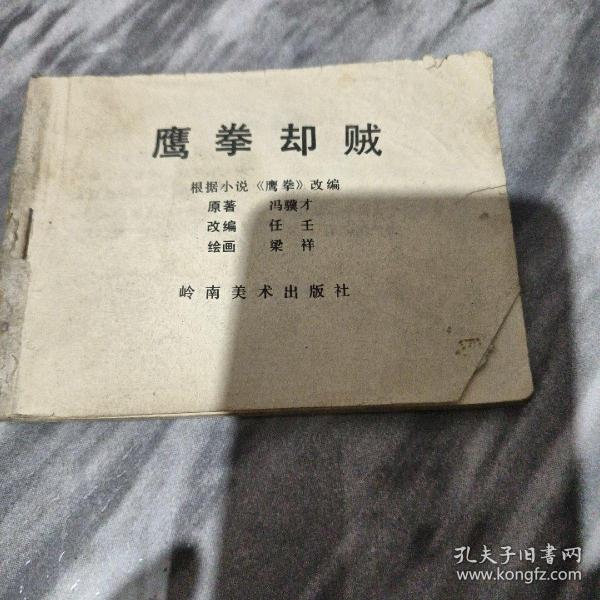 鹰拳却贼
根据小说《鹰拳》改编
原著 冯骥才
改编 任壬
绘画 梁祥
岭南美术出版社
孔夫子旧书网
www.kongfz.com